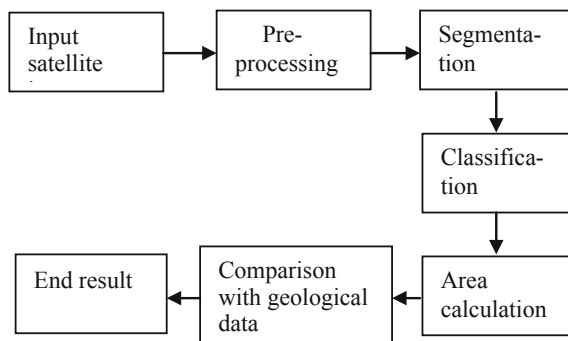 Input
satellite
Pre-
processing
Segmenta-
tion
Classifica-
tion
Area
calculation
Comparison
with geological
data
End result